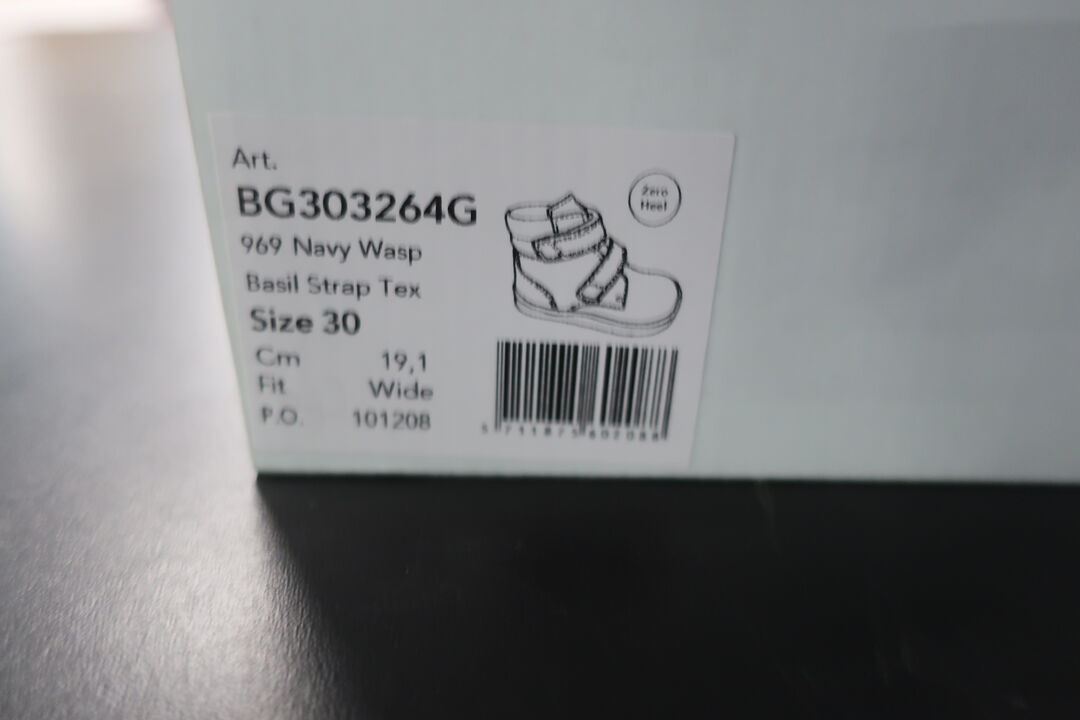 Art.
BG303264G
969 Navy Wasp
Basil Strap Tex
Size 30
Cm 19,1
Fit Wide
P.O. 101208
Zero
Heel